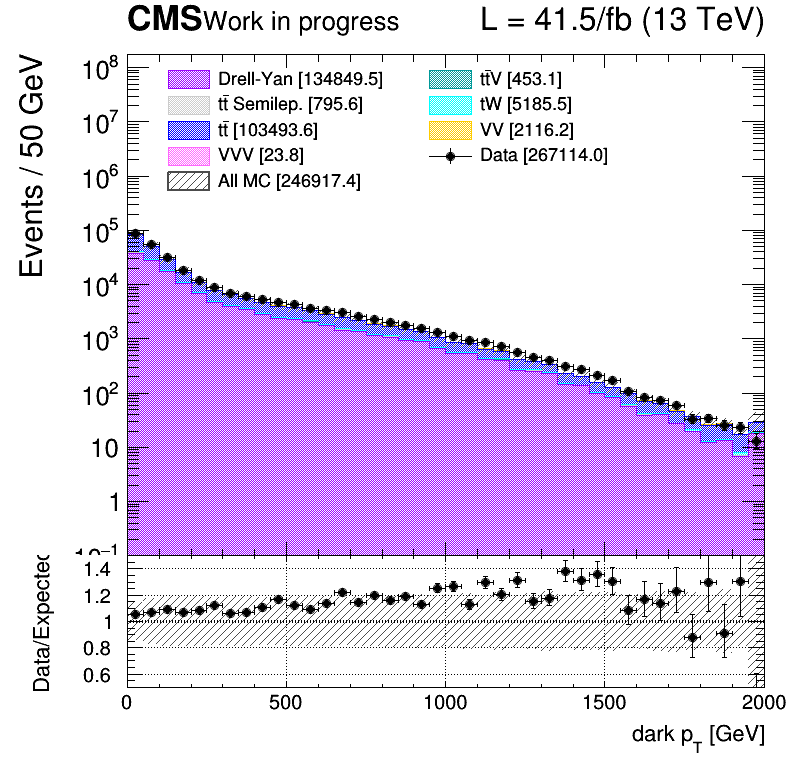 CMS Work in progress L = 41.5/fb (13 TeV)
Events / 50 GeV
Drell-Yan [134849.5]
tt̄ Semilep. [795.6]
tt̄ [103493.6]
VVV [23.8]
All MC [246917.4]
tt̄V [453.1]
tW [5185.5]
VV [2116.2]
Data [267114.0]
10⁸
10⁷
10⁶
10⁵
10⁴
10³
10²
10
1
10⁻¹
Data/Expected
1.4
1.2
1
0.8
0.6
0 500 1000 1500 2000
dark p_T [GeV]